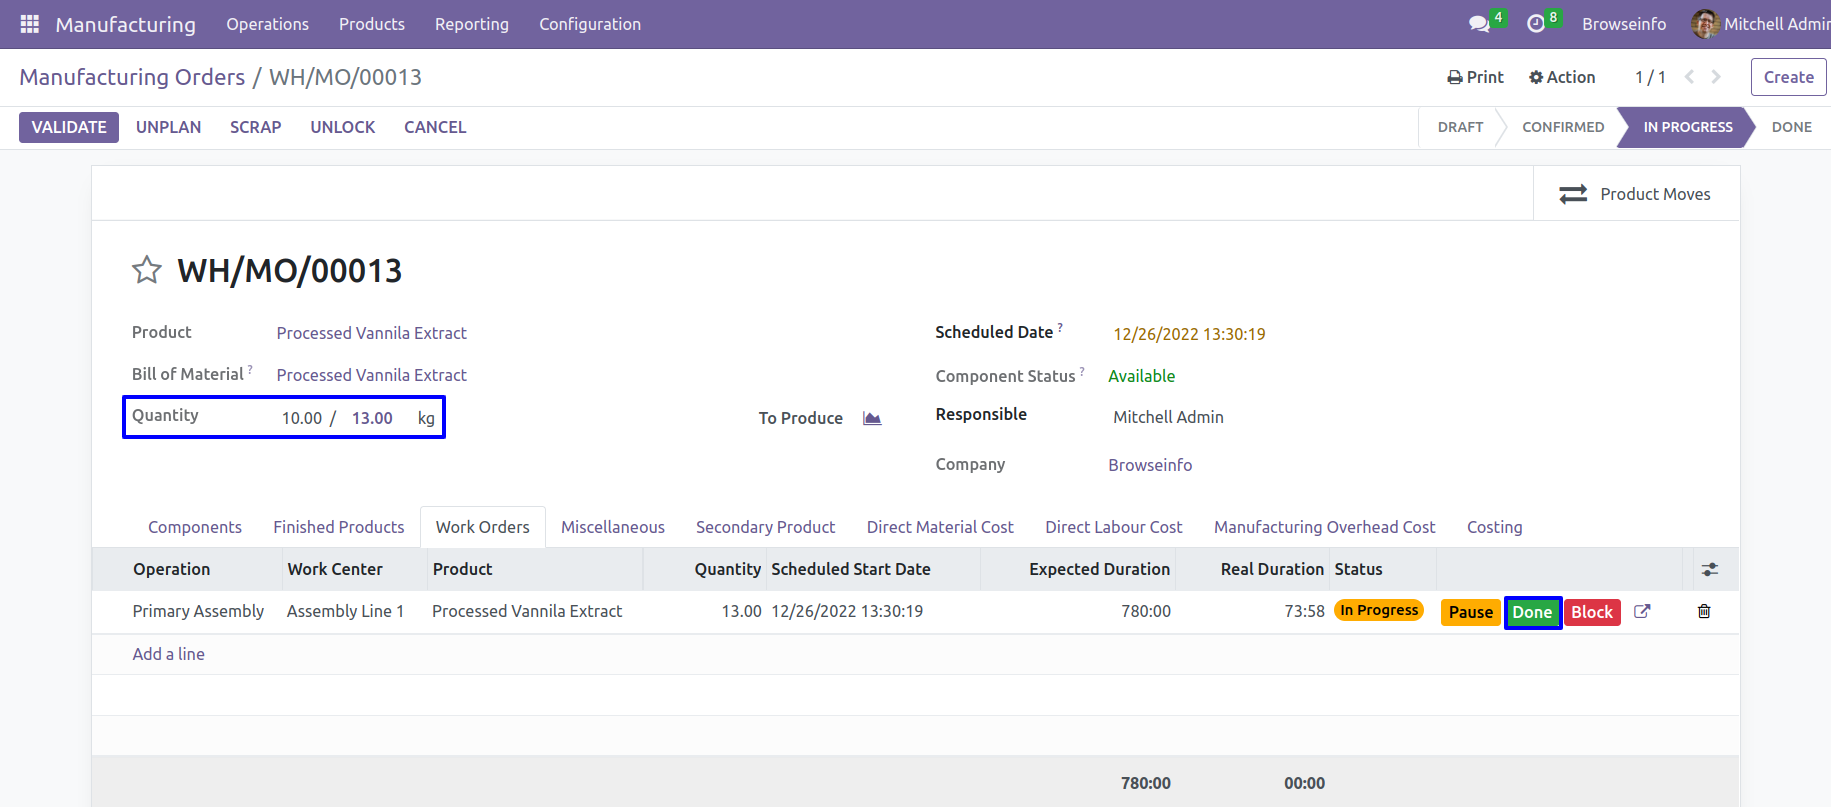 Manufacturing Operations Products Reporting Configuration 4 8 Browseinfo Mitchell Admin
Manufacturing Orders / WH/MO/00013 Print Action 1 / 1 Create
VALIDATE UNPLAN SCRAP UNLOCK CANCEL DRAFT CONFIRMED IN PROGRESS DONE
Product Moves
WH/MO/00013
Product Processed Vannila Extract Scheduled Date ? 12/26/2022 13:30:19
Bill of Material ? Processed Vannila Extract Component Status ? Available
Quantity 10.00 / 13.00 kg To Produce Responsible Mitchell Admin
Company Browseinfo
Components Finished Products Work Orders Miscellaneous Secondary Product Direct Material Cost Direct Labour Cost Manufacturing Overhead Cost Costing
Operation Work Center Product Quantity Scheduled Start Date Expected Duration Real Duration Status
Primary Assembly Assembly Line 1 Processed Vannila Extract 13.00 12/26/2022 13:30:19 780:00 73:58 In Progress Pause Done Block
Add a line
780:00 00:00